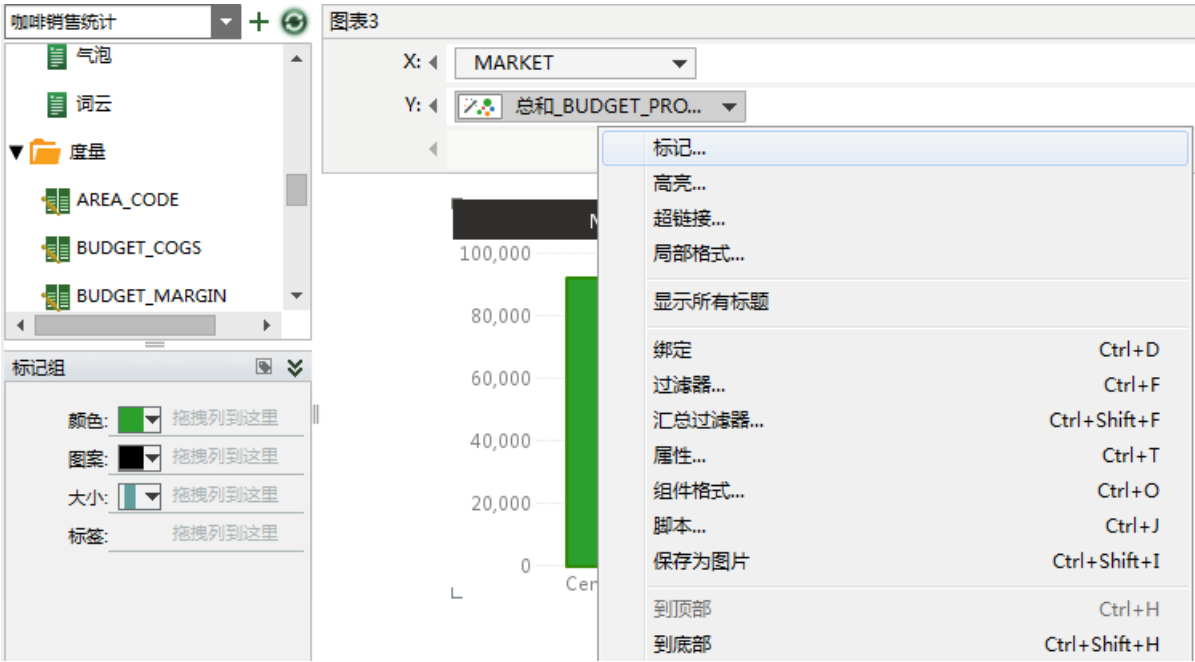 咖啡销售统计
气泡
词云
度量
AREA_CODE
BUDGET_COGS
BUDGET_MARGIN
标记组
颜色: 拖拽列到这里
图案: 拖拽列到这里
大小: 拖拽列到这里
标签: 拖拽列到这里
图表3
X: MARKET
Y: 总和_BUDGET_PRO...
100,000
80,000
60,000
40,000
20,000
0
Cer
标记...
高亮...
超链接...
局部格式...
显示所有标题
绑定 Ctrl+D
过滤器... Ctrl+F
汇总过滤器... Ctrl+Shift+F
属性... Ctrl+T
组件格式... Ctrl+O
脚本... Ctrl+J
保存为图片 Ctrl+Shift+I
到顶部 Ctrl+H
到底部 Ctrl+Shift+H